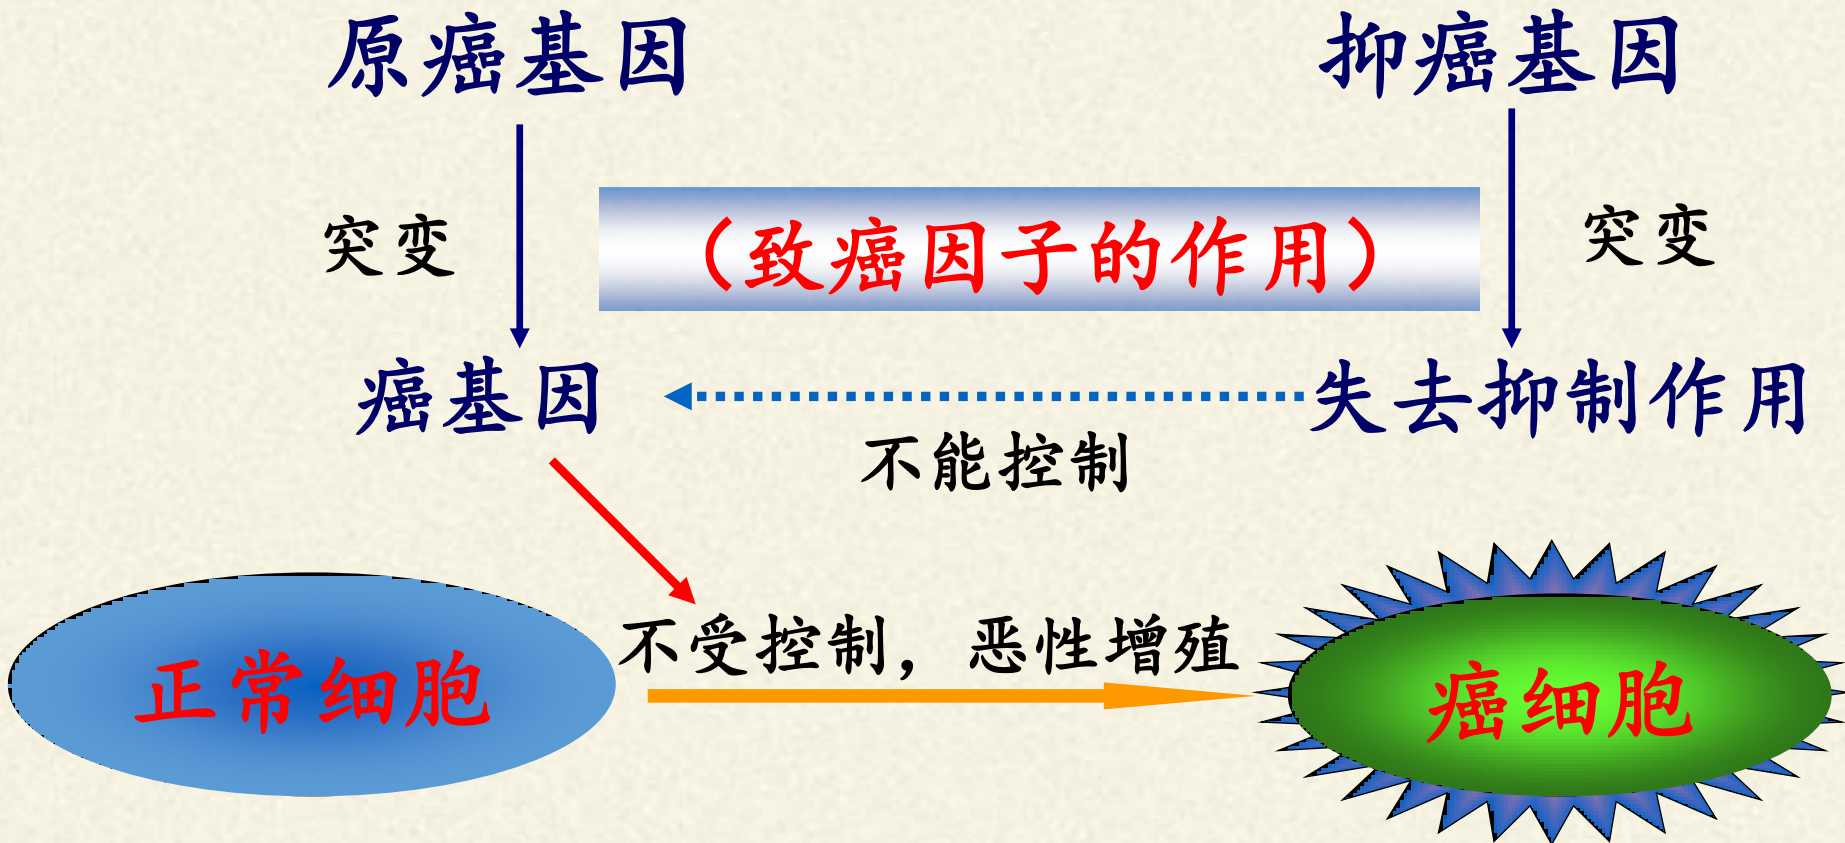 原癌基因
抑癌基因
突变
（致癌因子的作用）
突变
癌基因
失去抑制作用
不能控制
不受控制，恶性增殖
正常细胞
癌细胞